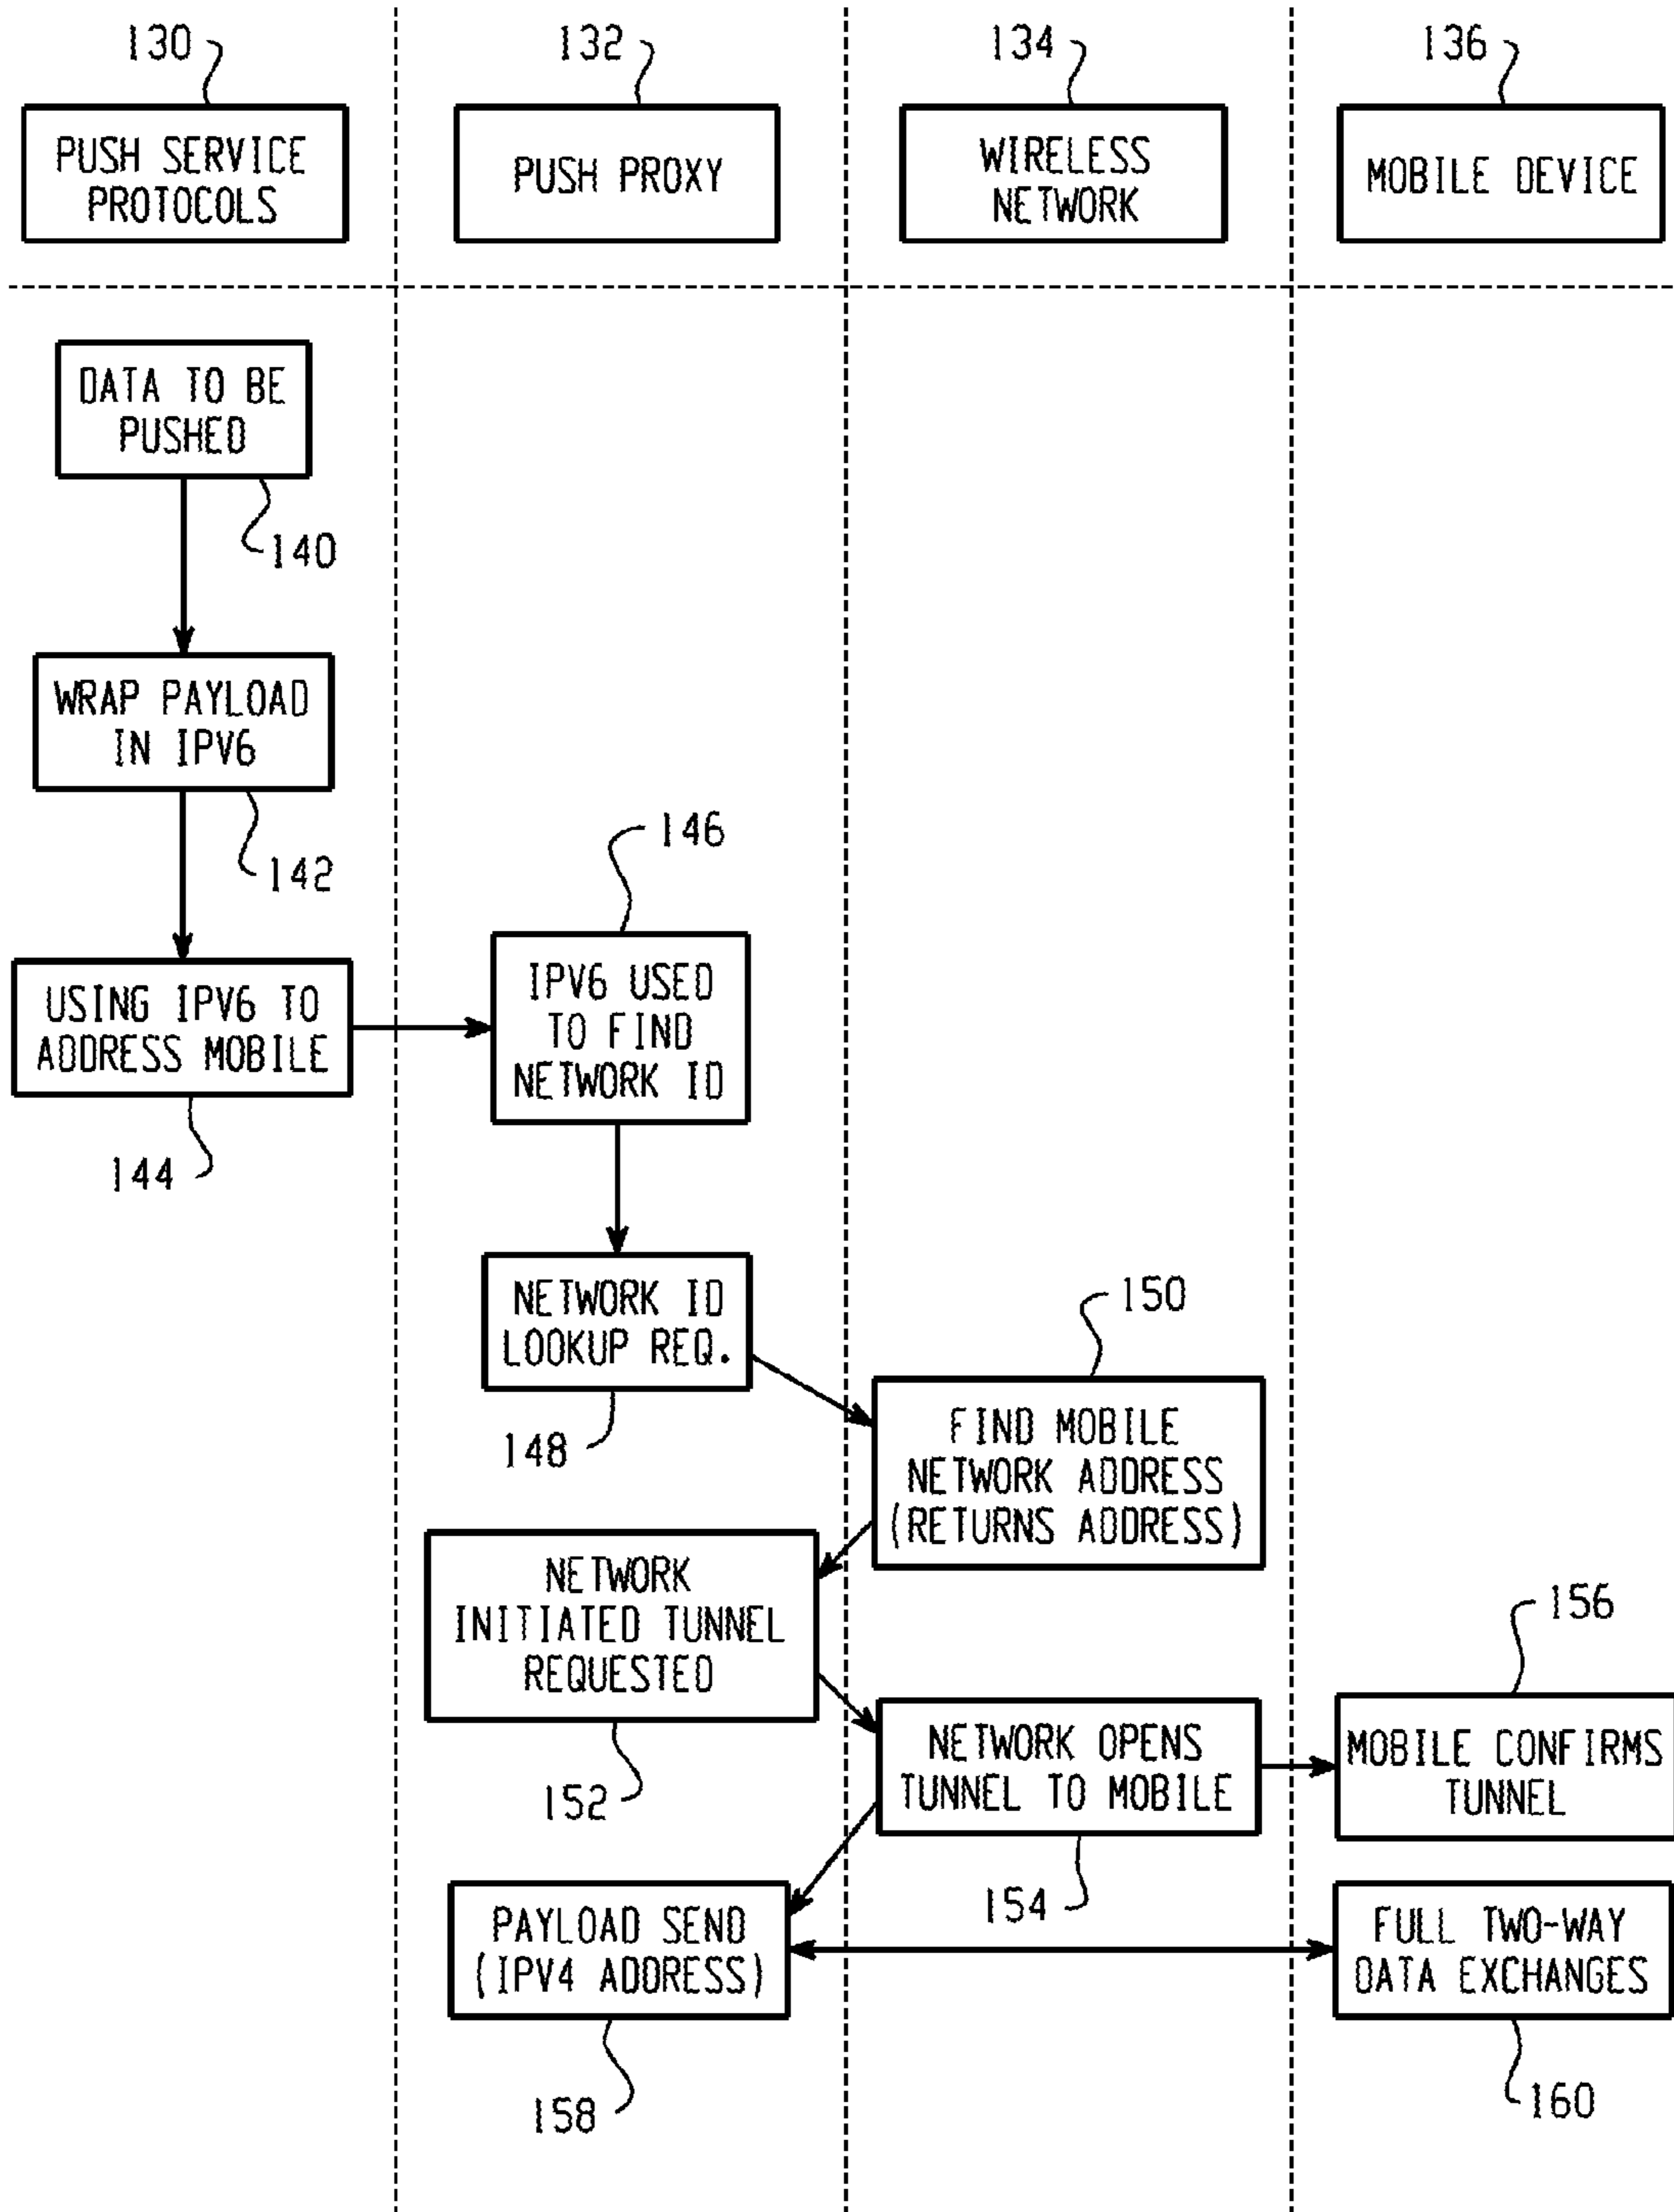 130
132
134
136
PUSH SERVICE
PROTOCOLS
PUSH PROXY
WIRELESS
NETWORK
MOBILE DEVICE
DATA TO BE
PUSHED
140
WRAP PAYLOAD
IN IPV6
142
USING IPV6 TO
ADDRESS MOBILE
144
146
IPV6 USED
TO FIND
NETWORK ID
NETWORK ID
LOOKUP REQ.
148
150
FIND MOBILE
NETWORK ADDRESS
(RETURNS ADDRESS)
NETWORK
INITIATED TUNNEL
REQUESTED
152
NETWORK OPENS
TUNNEL TO MOBILE
154
156
MOBILE CONFIRMS
TUNNEL
PAYLOAD SEND
(IPV4 ADDRESS)
158
FULL TWO-WAY
DATA EXCHANGES
160